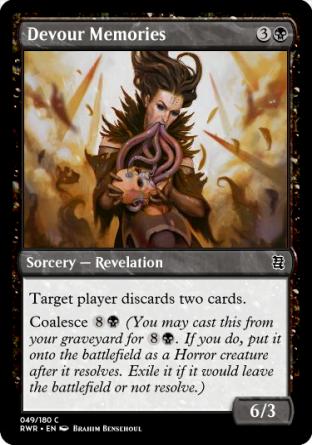 Devour Memories 3
Sorcery — Revelation
Target player discards two cards.
Coalesce 8 (You may cast this from
your graveyard for 8. If you do, put it
onto the battlefield as a Horror creature
after it resolves. Exile it if it would leave
the battlefield or not resolve.)
6/3
049/180 C
RWR • EN Brahim Bensehoul